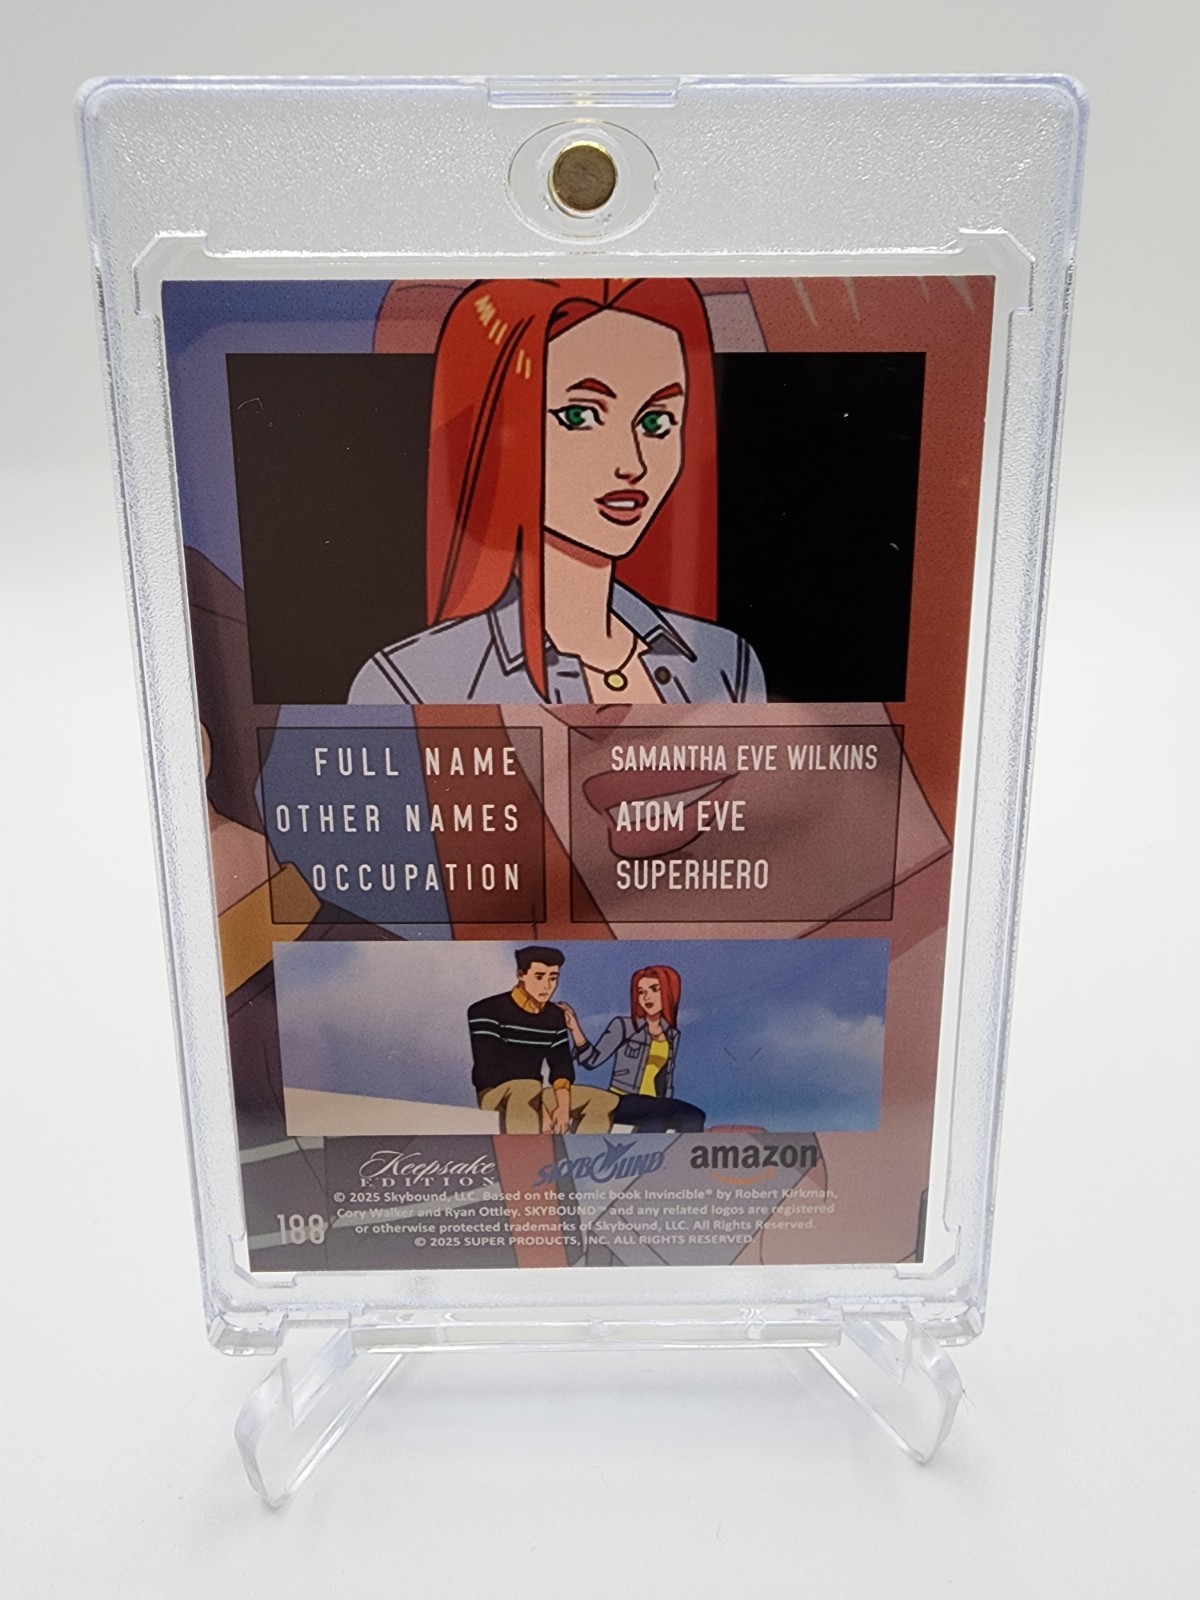 FULL NAME SAMANTHA EVE WILKINS
OTHER NAMES ATOM EVE
OCCUPATION SUPERHERO
Keepsake
EDITION
SKYBOUND
amazon
© 2025 Skybound, LLC. Based on the comic book Invincible® by Robert Kirkman,
Cory Walker and Ryan Ottley. SKYBOUND™ and any related logos are registered
or otherwise protected trademarks of Skybound, LLC. All Rights Reserved.
© 2025 SUPER PRODUCTS, INC. ALL RIGHTS RESERVED
188